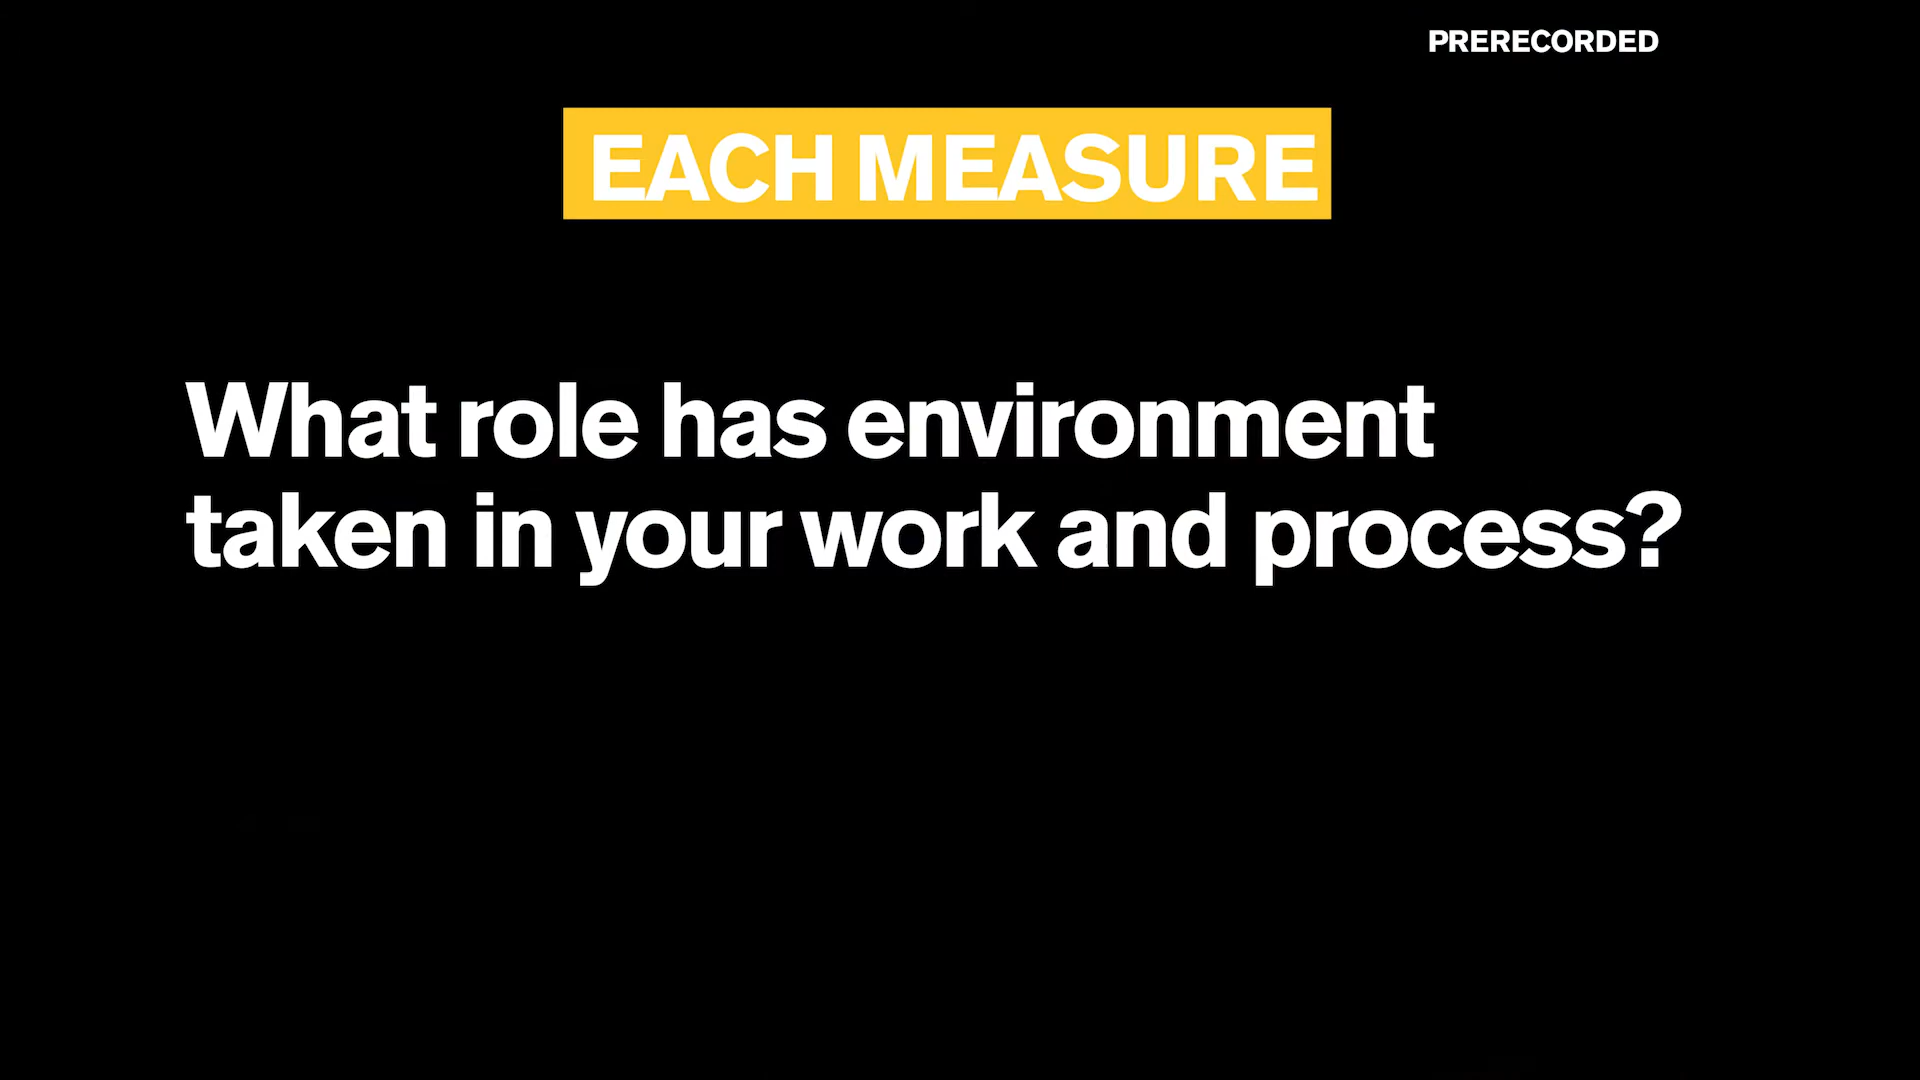 PRERECORDED
EACH MEASURE
What role has environment
taken in your work and process?